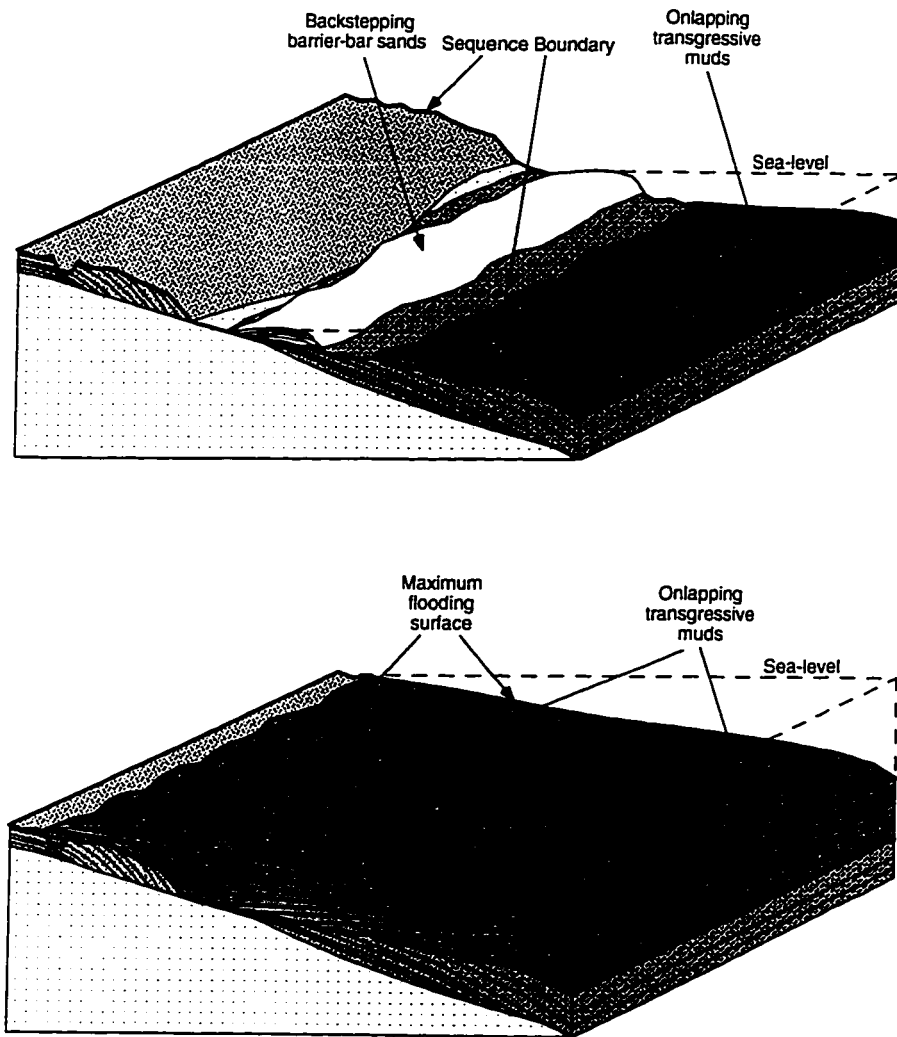 Backstepping
barrier-bar sands
Sequence Boundary
Onlapping
transgressive
muds
Sea-level
Maximum
flooding
surface
Onlapping
transgressive
muds
Sea-level